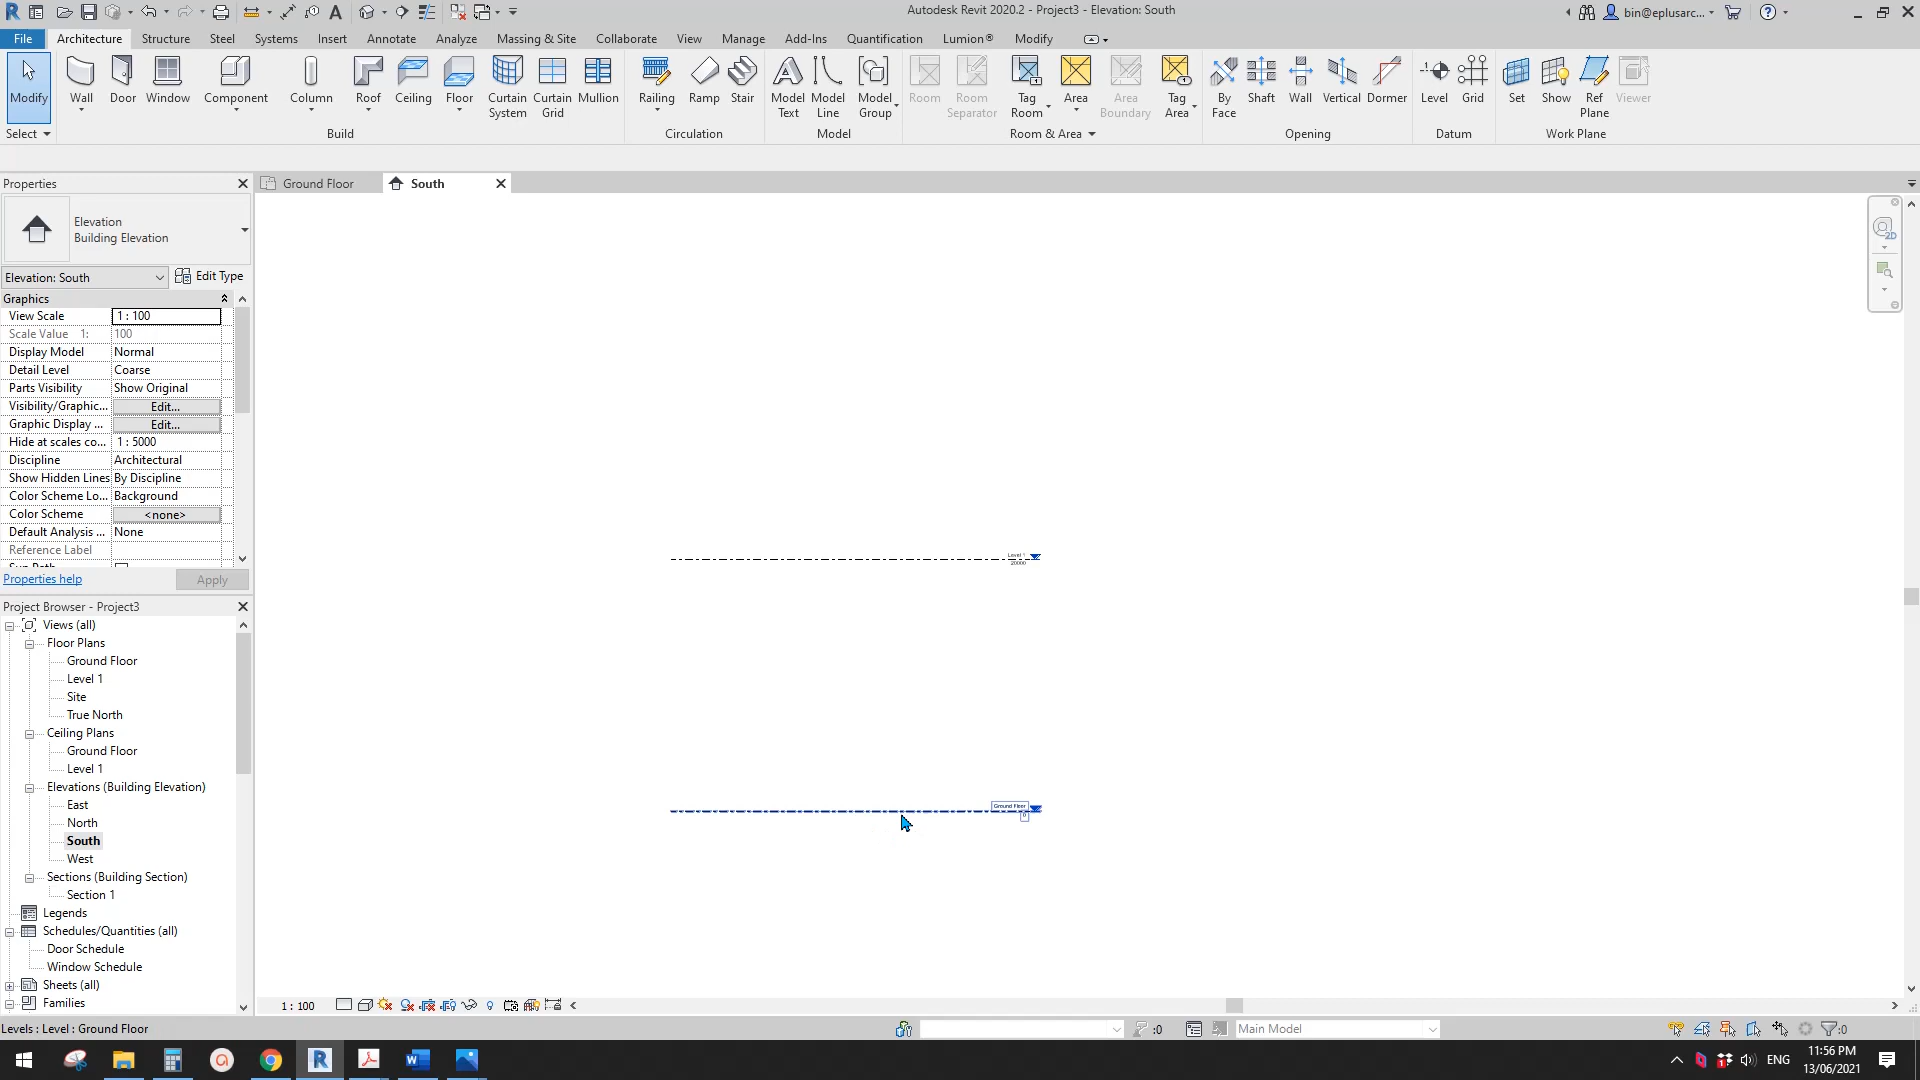 Autodesk Revit 2020.2 - Project3 - Elevation: South
bin@eplusarc...
File Architecture Structure Steel Systems Insert Annotate Analyze Massing & Site Collaborate View Manage Add-Ins Quantification Lumion® Modify
Modify Wall Door Window Component Column Roof Ceiling Floor Curtain System Curtain Grid Mullion Railing Ramp Stair Model Text Model Line Model Group Room Room Separator Tag Room Area Area Boundary Tag Area By Face Shaft Wall Vertical Dormer Level Grid Set Show Ref Plane Viewer
Select Build Circulation Model Room & Area Opening Datum Work Plane
Properties
Ground Floor South
Elevation
Building Elevation
Elevation: South Edit Type
Graphics
View Scale 1 : 100
Scale Value 1: 100
Display Model Normal
Detail Level Coarse
Parts Visibility Show Original
Visibility/Graphic... Edit...
Graphic Display ... Edit...
Hide at scales co... 1 : 5000
Discipline Architectural
Show Hidden Lines By Discipline
Color Scheme Lo... Background
Color Scheme <none>
Default Analysis ... None
Reference Label
Properties help Apply
Level 1
20000
Project Browser - Project3
Views (all)
Floor Plans
Ground Floor
Level 1
Site
True North
Ceiling Plans
Ground Floor
Level 1
Elevations (Building Elevation)
East
North
South
West
Sections (Building Section)
Section 1
Legends
Schedules/Quantities (all)
Door Schedule
Window Schedule
Sheets (all)
Families
Ground Floor
0
1 : 100
Levels : Level : Ground Floor
:0
Main Model
:0
ENG
11:56 PM
13/06/2021